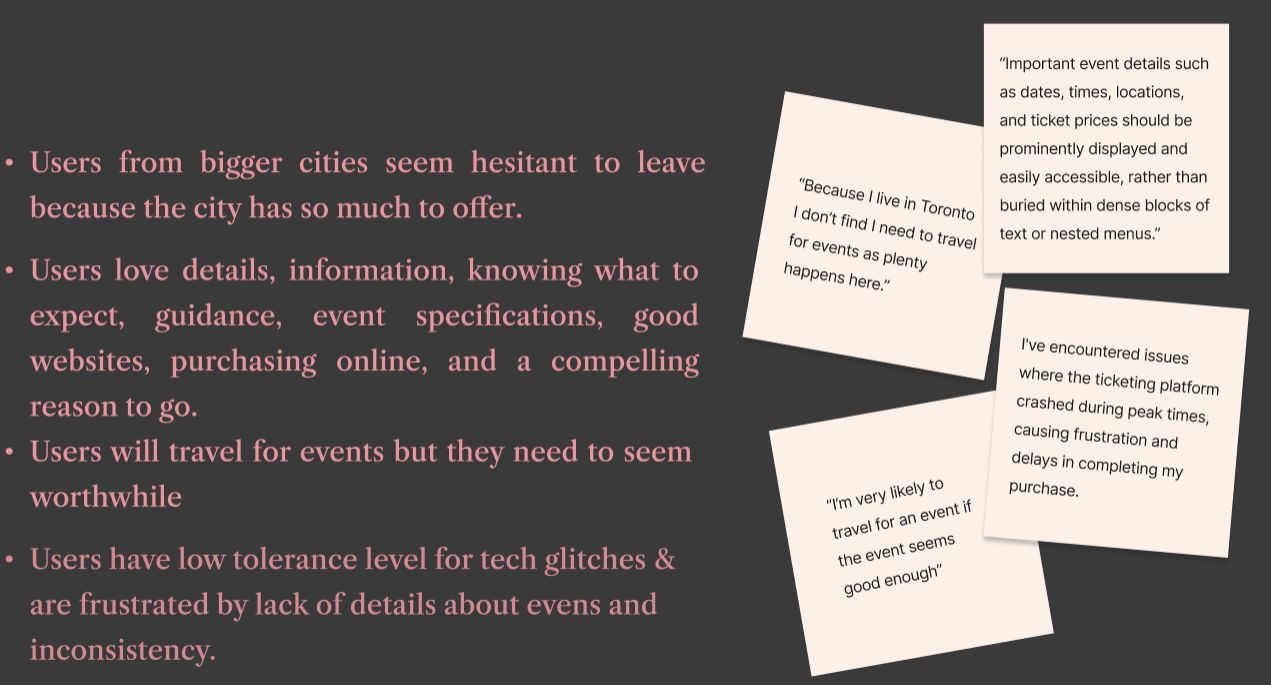 • Users from bigger cities seem hesitant to leave
because the city has so much to offer.
• Users love details, information, knowing what to
expect, guidance, event specifications, good
websites, purchasing online, and a compelling
reason to go.
• Users will travel for events but they need to seem
worthwhile
• Users have low tolerance level for tech glitches &
are frustrated by lack of details about evens and
inconsistency.
“Important event details such
as dates, times, locations,
and ticket prices should be
prominently displayed and
easily accessible, rather than
buried within dense blocks of
text or nested menus.”
“Because I live in Toronto
I don’t find I need to travel
for events as plenty
happens here.”
I’ve encountered issues
where the ticketing platform
crashed during peak times,
causing frustration and
delays in completing my
purchase.
“I’m very likely to
travel for an event if
the event seems
good enough”